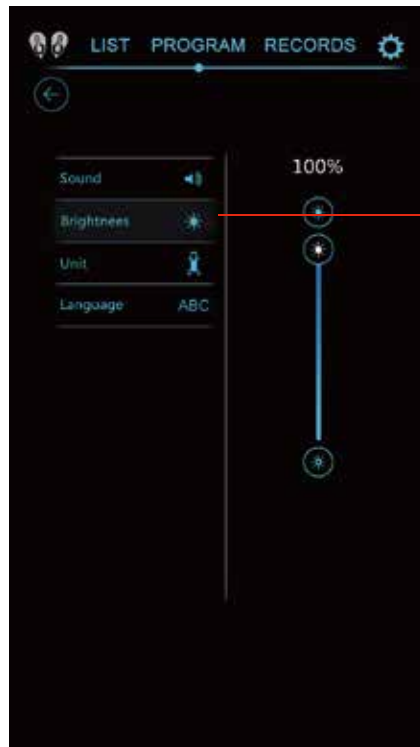 LIST PROGRAM RECORDS
100%
Sound
Brightnees
Unit
Language ABC